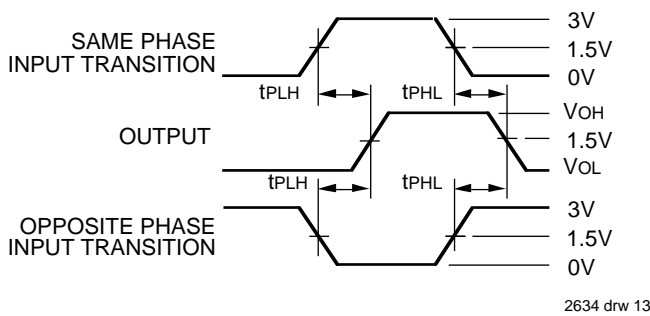 SAME PHASE
INPUT TRANSITION
3V
1.5V
0V
tPLH
tPHL
OUTPUT
VOH
1.5V
VOL
tPLH
tPHL
OPPOSITE PHASE
INPUT TRANSITION
3V
1.5V
0V
2634 drw 13